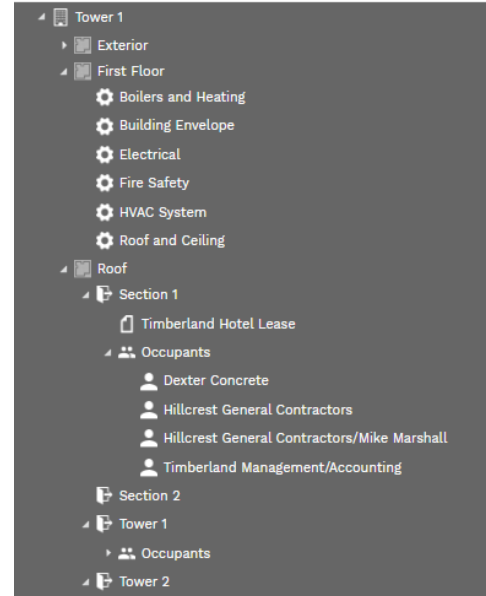 Tower 1
Exterior
First Floor
Boilers and Heating
Building Envelope
Electrical
Fire Safety
HVAC System
Roof and Ceiling
Roof
Section 1
Timberland Hotel Lease
Occupants
Dexter Concrete
Hillcrest General Contractors
Hillcrest General Contractors/Mike Marshall
Timberland Management/Accounting
Section 2
Tower 1
Occupants
Tower 2